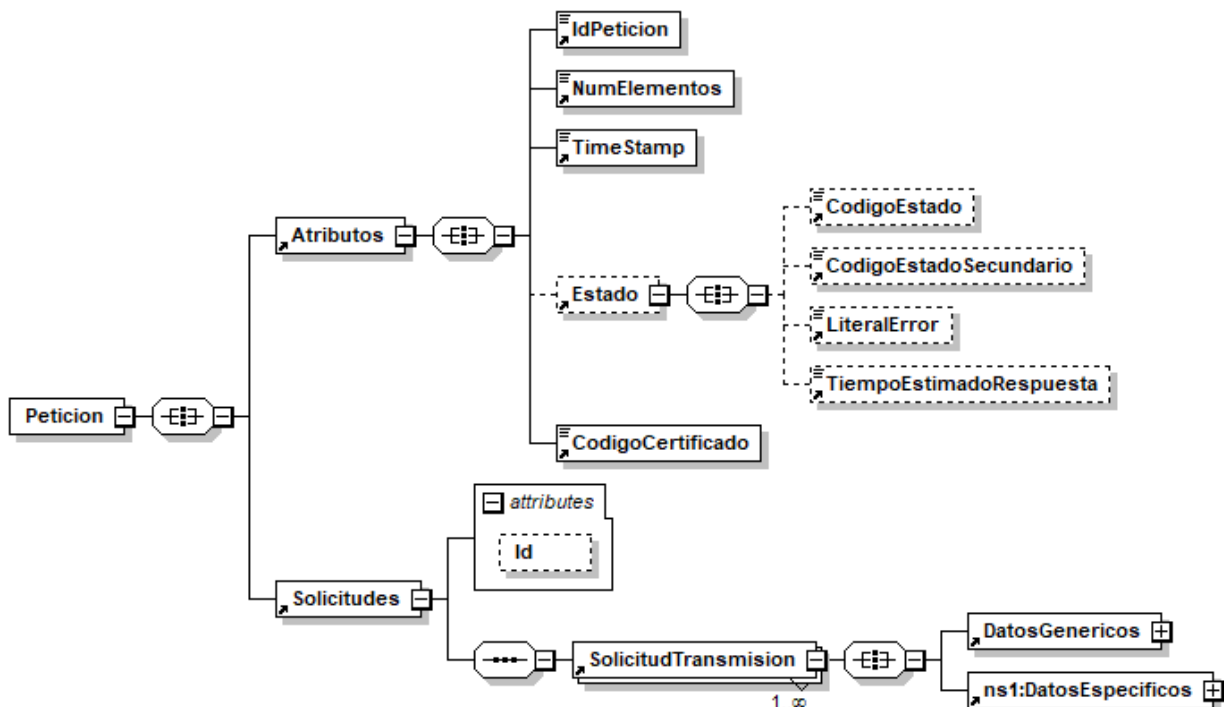 IdPeticion
NumElementos
TimeStamp
CodigoEstado
Atributos
CodigoEstadoSecundario
Estado
LiteralError
TiempoEstimadoRespuesta
Peticion
CodigoCertificado
attributes
Id
Solicitudes
DatosGenericos
SolicitudTransmision
ns1:DatosEspecificos
1 ∞